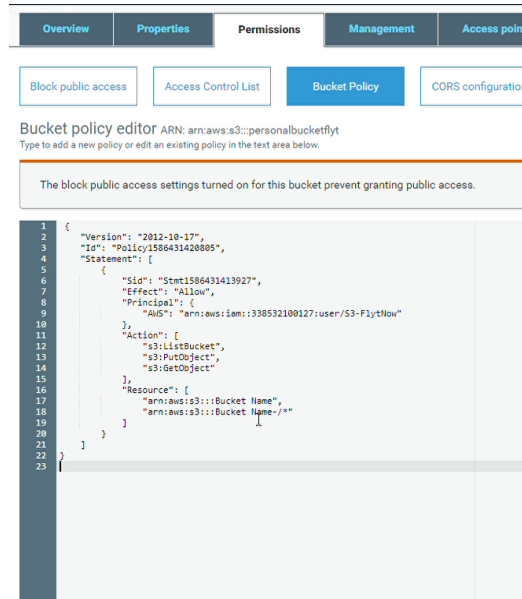 Overview Properties Permissions Management Access poin
Block public access Access Control List Bucket Policy CORS configuration
Bucket policy editor ARN: arn:aws:s3:::personalbucketflyt
Type to add a new policy or edit an existing policy in the text area below.
The block public access settings turned on for this bucket prevent granting public access.
1 {
2 "Version": "2012-10-17",
3 "Id": "Policy1586431420805",
4 "Statement": [
5 {
6 "Sid": "Stmt1586431413927",
7 "Effect": "Allow",
8 "Principal": {
9 "AWS": "arn:aws:iam::338532100127:user/S3-FlytNow"
10 },
11 "Action": [
12 "s3:ListBucket",
13 "s3:PutObject",
14 "s3:GetObject"
15 ],
16 "Resource": [
17 "arn:aws:s3:::Bucket Name",
18 "arn:aws:s3:::Bucket Name-/*"
19 ]
20 }
21 ]
22 }
23